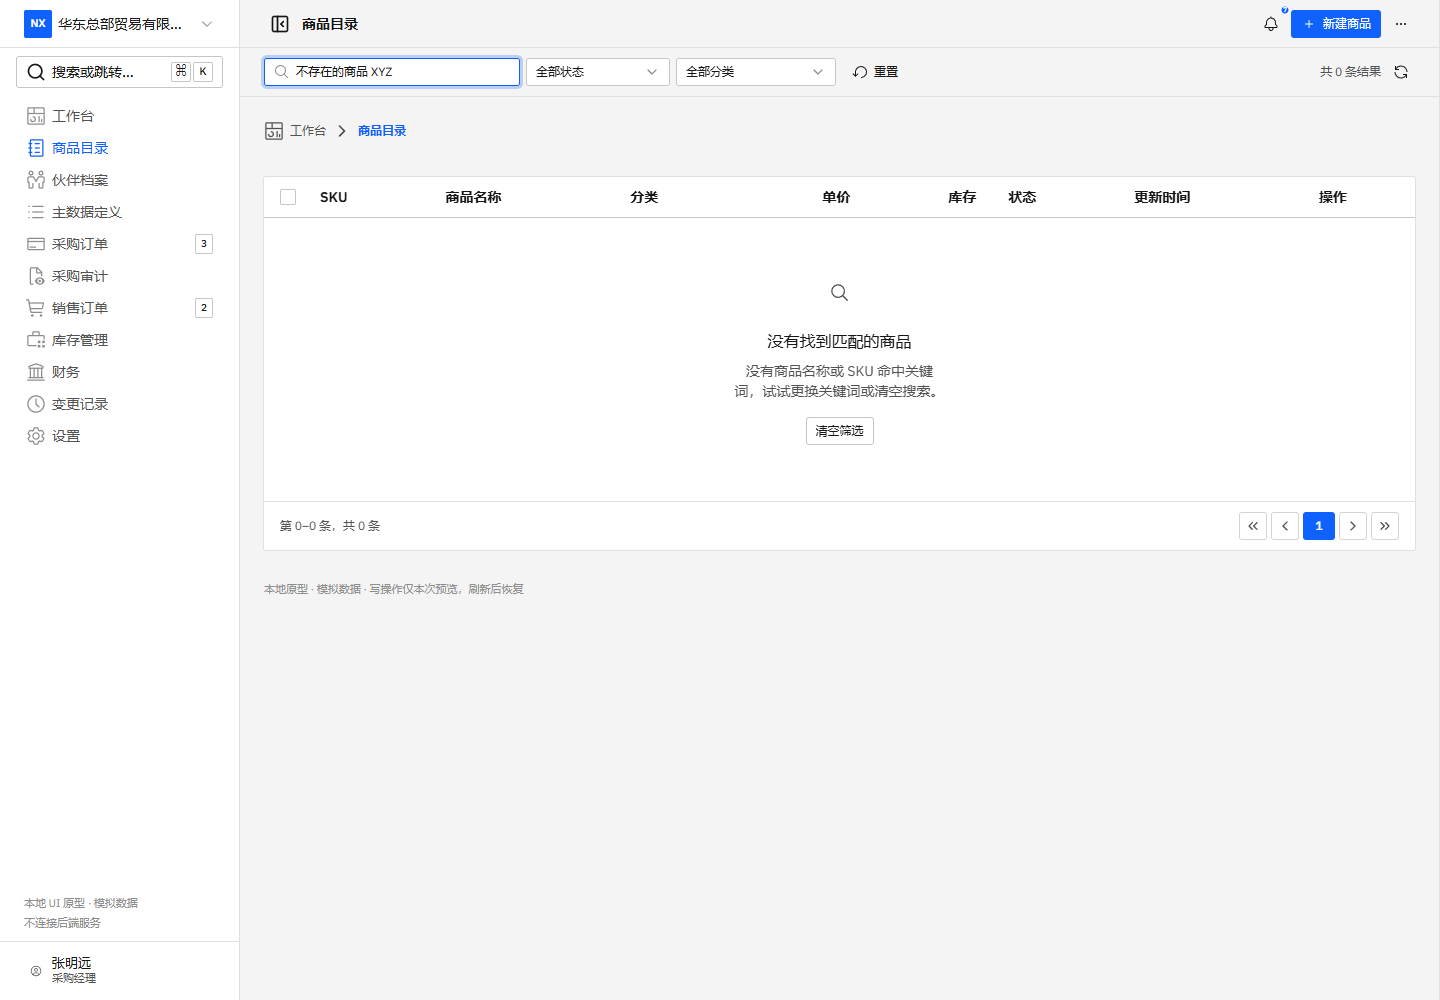 NX 华东总部贸易有限...
搜索或跳转... ⌘ K
工作台
商品目录
伙伴档案
主数据定义
采购订单 3
采购审计
销售订单 2
库存管理
财务
变更记录
设置
本地 UI 原型 · 模拟数据
不连接后端服务
张明远
采购经理
商品目录
? + 新建商品 ...
不存在的商品 XYZ 全部状态 全部分类 重置 共 0 条结果
工作台 > 商品目录
SKU 商品名称 分类 单价 库存 状态 更新时间 操作
没有找到匹配的商品
没有商品名称或 SKU 命中关键
词，试试更换关键词或清空搜索。
清空筛选
第 0–0 条，共 0 条 1
本地原型 · 模拟数据 · 写操作仅本次预览，刷新后恢复